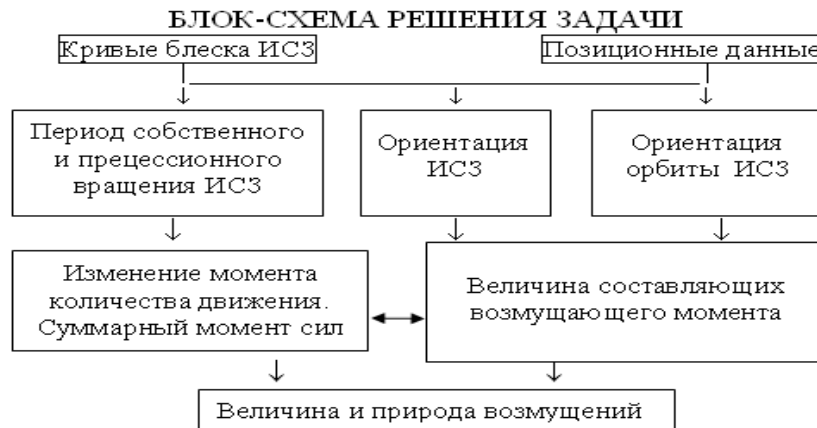 БЛОК-СХЕМА РЕШЕНИЯ ЗАДАЧИ
Кривые блеска ИСЗ
Позиционные данные
Период собственного
и прецессионного
вращения ИСЗ
Ориентация
ИСЗ
Ориентация
орбиты ИСЗ
Изменение момента
количества движения.
Суммарный момент сил
Величина составляющих
возмущающего момента
Величина и природа возмущений